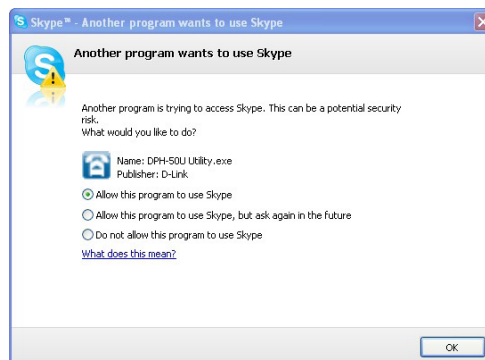 Skype™ - Another program wants to use Skype
Another program wants to use Skype
Another program is trying to access Skype. This can be a potential security
risk.
What would you like to do?
Name: DPH-50U Utility.exe
Publisher: D-Link
Allow this program to use Skype
Allow this program to use Skype, but ask again in the future
Do not allow this program to use Skype
What does this mean?
OK